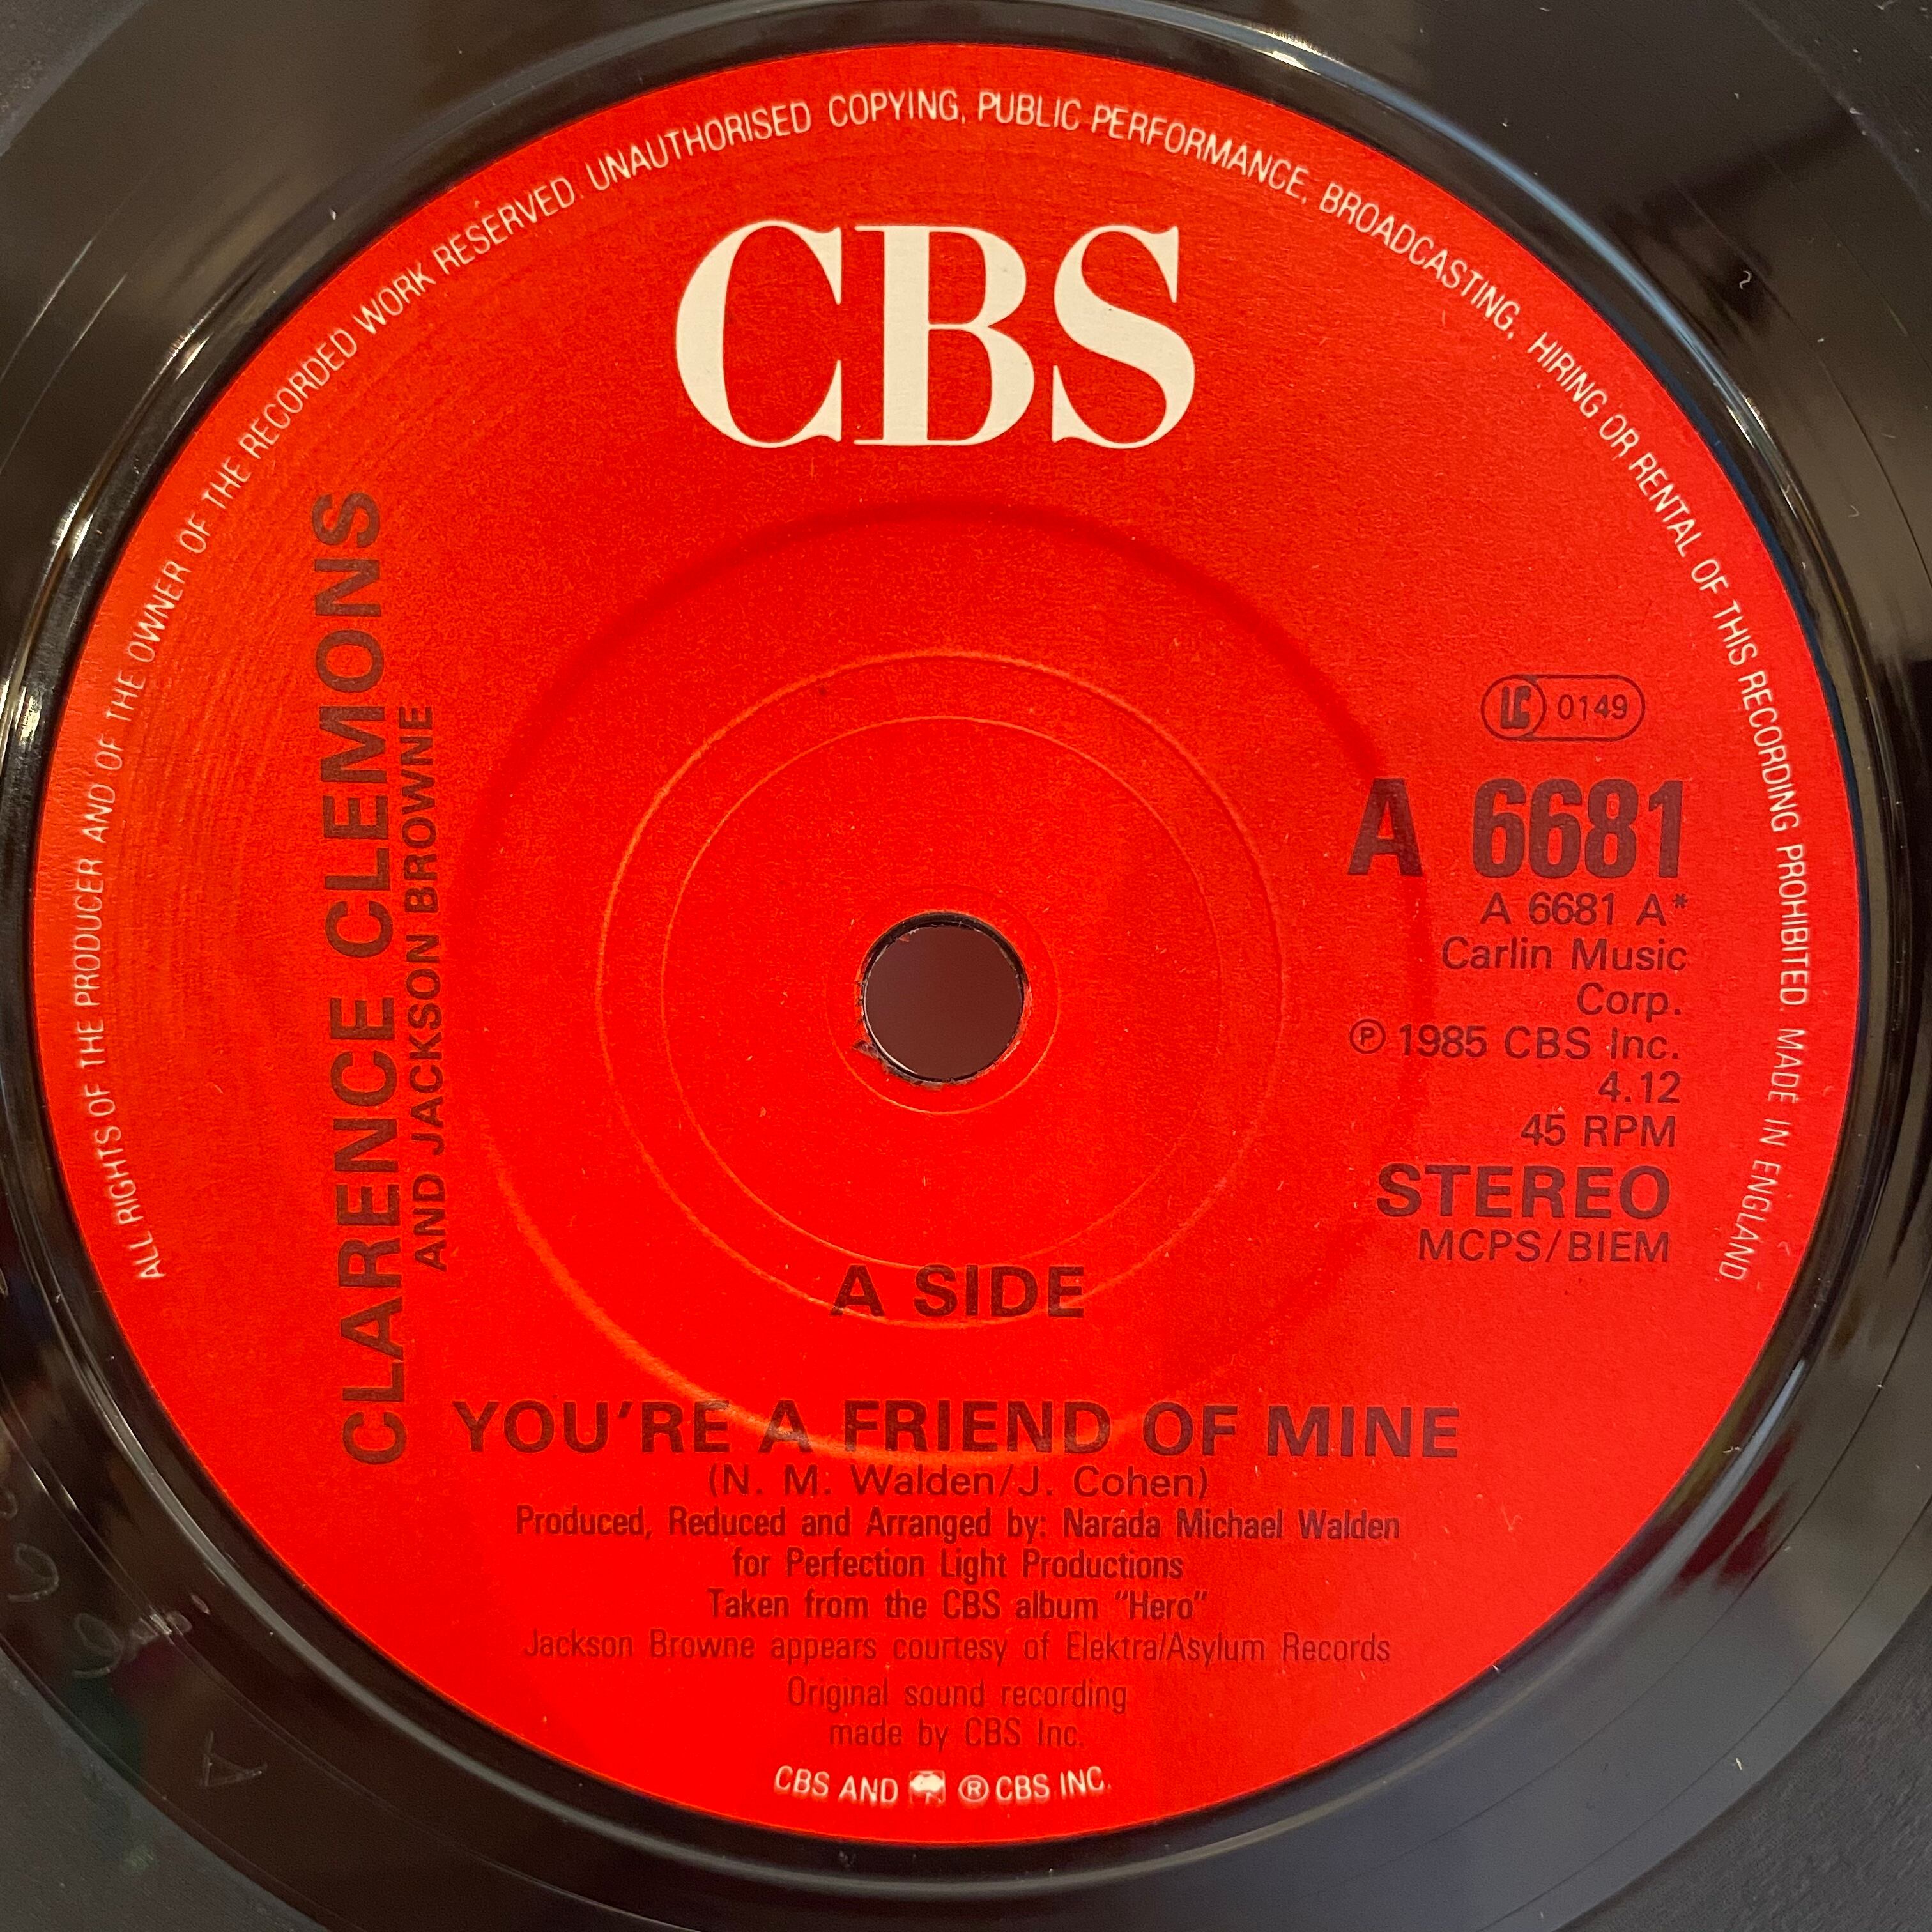 ALL RIGHTS OF THE PRODUCER AND OF THE OWNER OF THE RECORDED WORK RESERVED. UNAUTHORISED COPYING, PUBLIC PERFORMANCE, BROADCASTING, HIRING OR RENTAL OF THIS RECORDING PROHIBITED. MADE IN ENGLAND
CBS
CLARENCE CLEMONS
AND JACKSON BROWNE
LC 0149
A 6681
A 6681 A*
Carlin Music
Corp.
℗ 1985 CBS Inc.
4.12
45 RPM
STEREO
MCPS/BIEM
A SIDE
YOU'RE A FRIEND OF MINE
(N. M. Walden/J. Cohen)
Produced, Reduced and Arranged by: Narada Michael Walden
for Perfection Light Productions
Taken from the CBS album "Hero"
Jackson Browne appears courtesy of Elektra/Asylum Records
Original sound recording
made by CBS Inc.
CBS AND ® CBS INC.